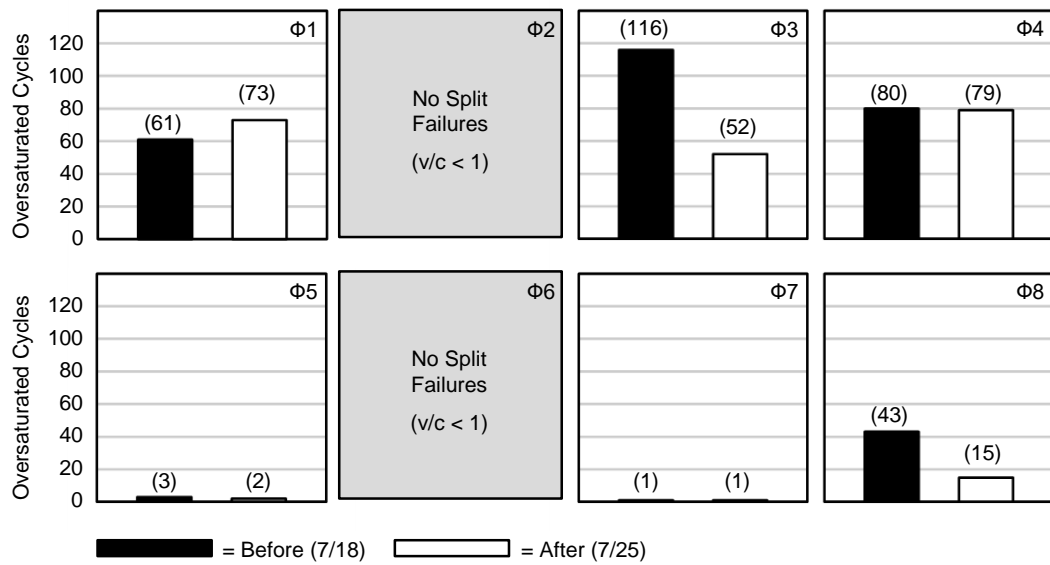 Oversaturated Cycles
120
100
80
60
40
20
0
Φ1
(61)
(73)
Φ2
No Split
Failures
(v/c < 1)
Φ3
(116)
(52)
Φ4
(80)
(79)
Oversaturated Cycles
120
100
80
60
40
20
0
Φ5
(3)
(2)
Φ6
No Split
Failures
(v/c < 1)
Φ7
(1)
(1)
Φ8
(43)
(15)
= Before (7/18)
= After (7/25)